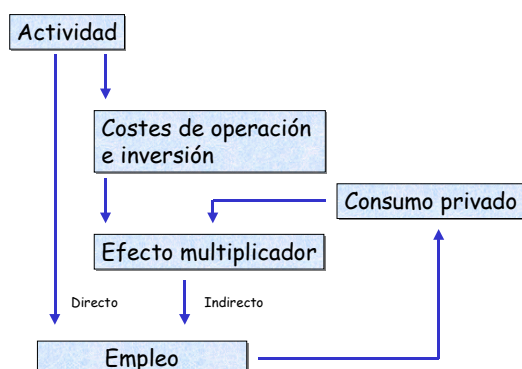 Actividad
Costes de operación
e inversión
Consumo privado
Efecto multiplicador
Directo
Indirecto
Empleo